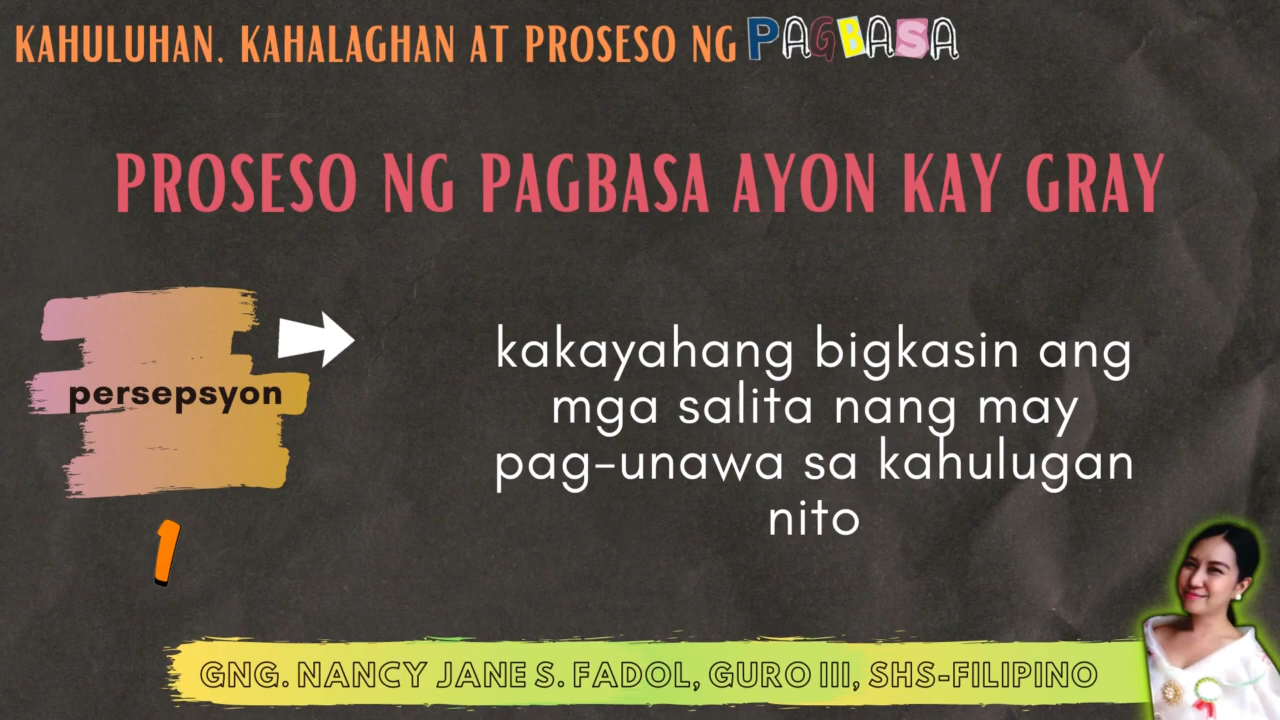 KAHULUHAN, KAHALAGHAN AT PROSESO NG PAGBASA
PROSESO NG PAGBASA AYON KAY GRAY
persepsyon
kakayahang bigkasin ang
mga salita nang may
pag-unawa sa kahulugan
nito
1
GNG. NANCY JANE S. FADOL, GURO III, SHS-FILIPINO